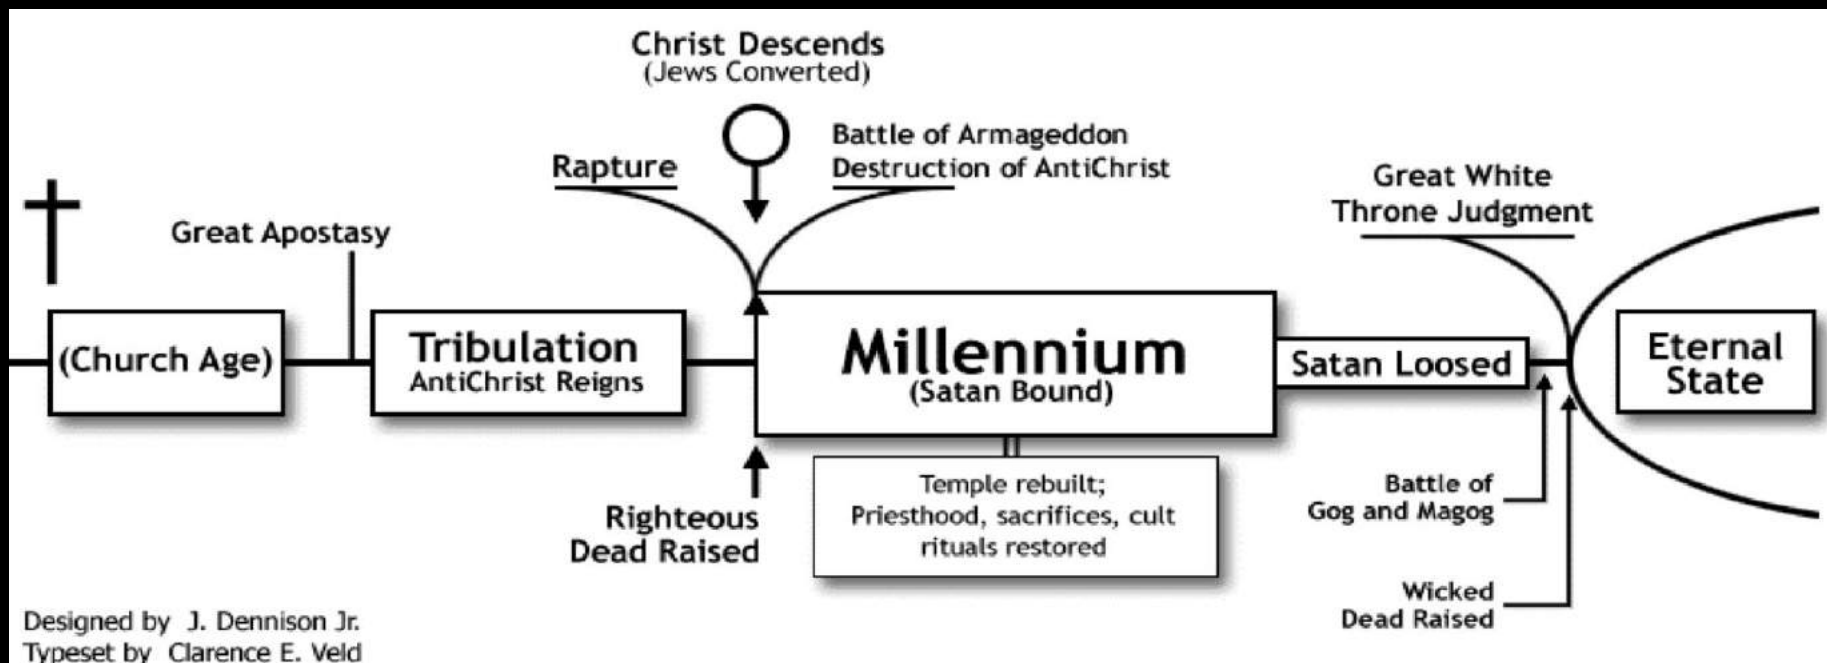 Christ Descends
(Jews Converted)
Rapture
Battle of Armageddon
Destruction of AntiChrist
Great White
Throne Judgment
Great Apostasy
(Church Age)
Tribulation
AntiChrist Reigns
Millennium
(Satan Bound)
Satan Loosed
Eternal
State
Righteous
Dead Raised
Temple rebuilt;
Priesthood, sacrifices, cult
rituals restored
Battle of
Gog and Magog
Wicked
Dead Raised
Designed by J. Dennison Jr.
Typeset by Clarence E. Veld